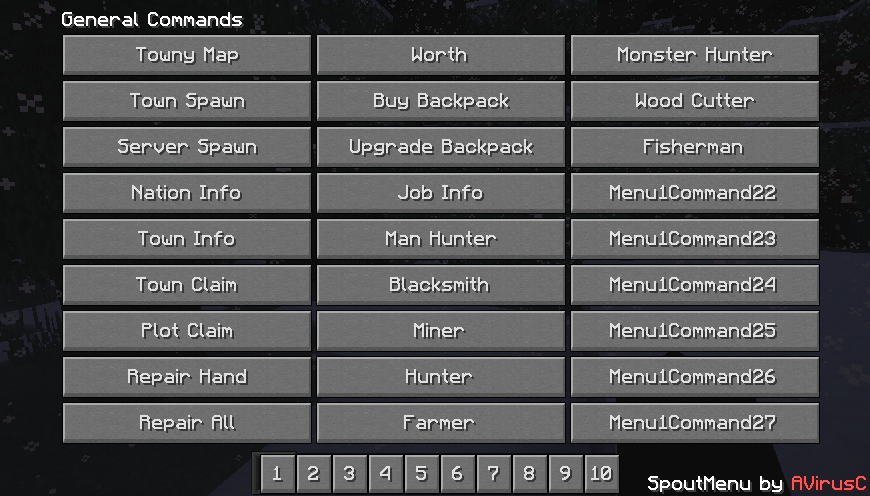 General Commands
Towny Map Worth Monster Hunter
Town Spawn Buy Backpack Wood Cutter
Server Spawn Upgrade Backpack Fisherman
Nation Info Job Info Menu1Command22
Town Info Man Hunter Menu1Command23
Town Claim Blacksmith Menu1Command24
Plot Claim Miner Menu1Command25
Repair Hand Hunter Menu1Command26
Repair All Farmer Menu1Command27
1 2 3 4 5 6 7 8 9 10
SpoutMenu by AVirusC